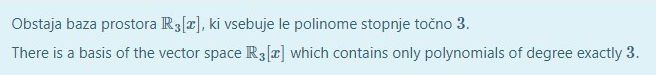 Obstaja baza prostora ℝ₃[x], ki vsebuje le polinome stopnje točno 3.
There is a basis of the vector space ℝ₃[x] which contains only polynomials of degree exactly 3.